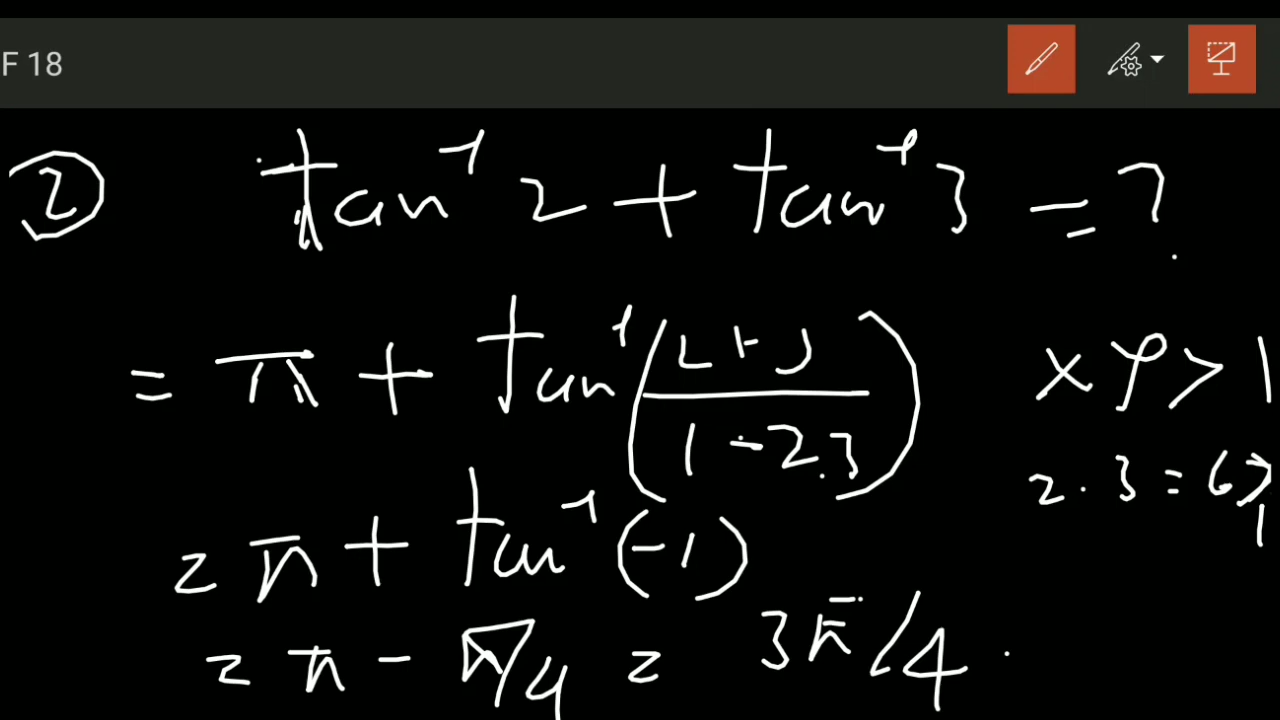 F 18
② tan⁻¹ 2 + tan⁻¹ 3 = ?
= π + tan⁻¹((2+3)/(1-2.3)) xy > 1
2.3 = 6 > 1
= π + tan⁻¹(-1)
= π - π/4 = 3π/4.